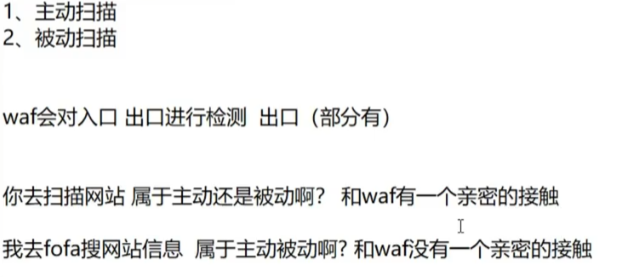 1、主动扫描
2、被动扫描
waf会对入口 出口进行检测  出口（部分有）
你去扫描网站 属于主动还是被动啊？ 和waf有一个亲密的接触
我去fofa搜网站信息  属于主动被动啊? 和waf没有一个亲密的接触